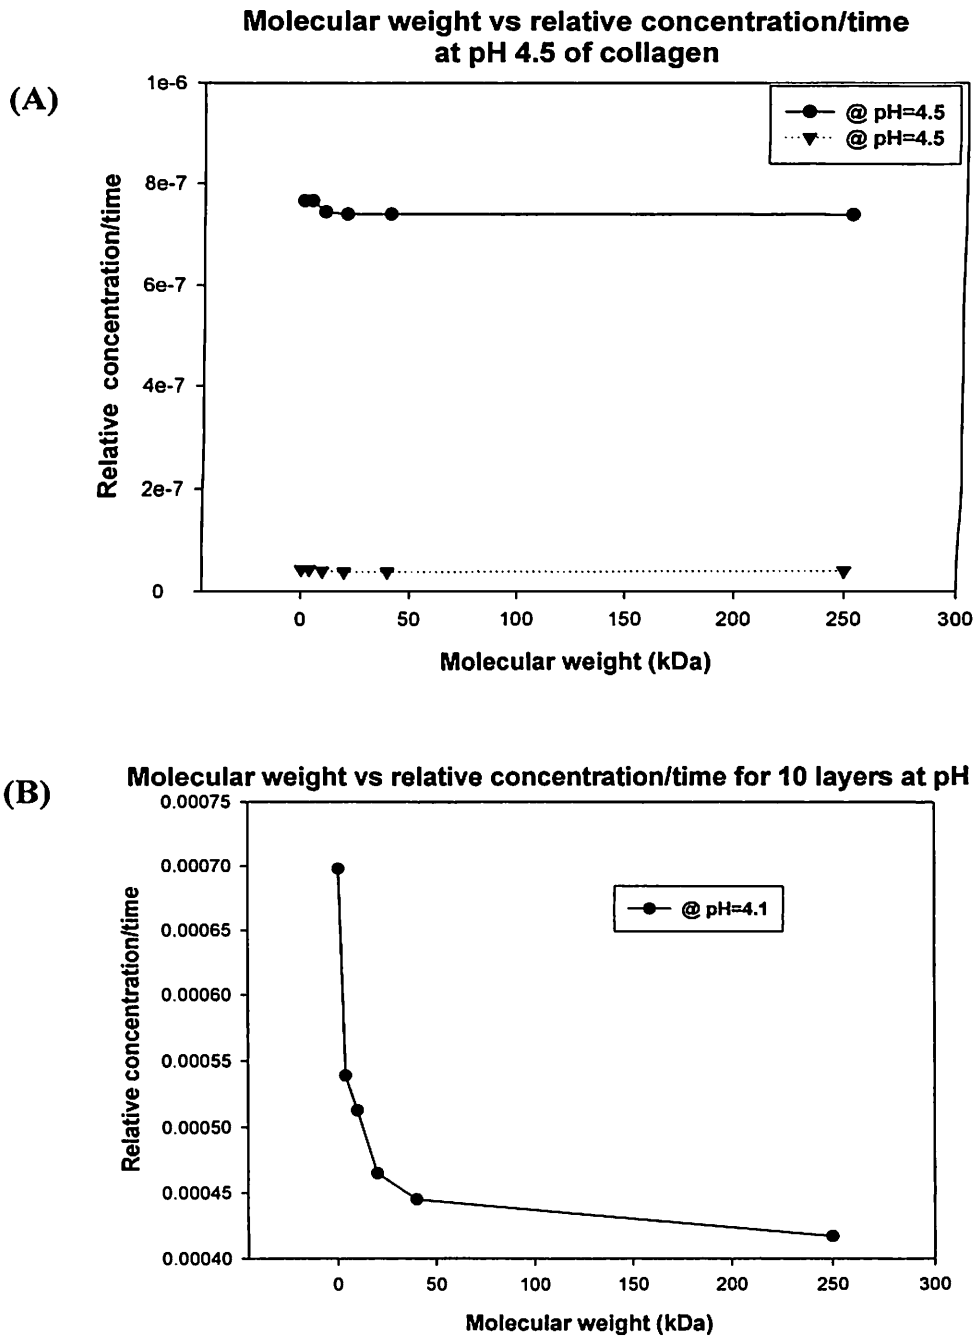 Molecular weight vs relative concentration/time
at pH 4.5 of collagen
(A)
1e-6
8e-7
6e-7
4e-7
2e-7
0
Relative concentration/time
@ pH=4.5
@ pH=4.5
0 50 100 150 200 250 300
Molecular weight (kDa)
(B)
Molecular weight vs relative concentration/time for 10 layers at pH
0.00075
0.00070
0.00065
0.00060
0.00055
0.00050
0.00045
0.00040
Relative concentration/time
@ pH=4.1
0 50 100 150 200 250 300
Molecular weight (kDa)